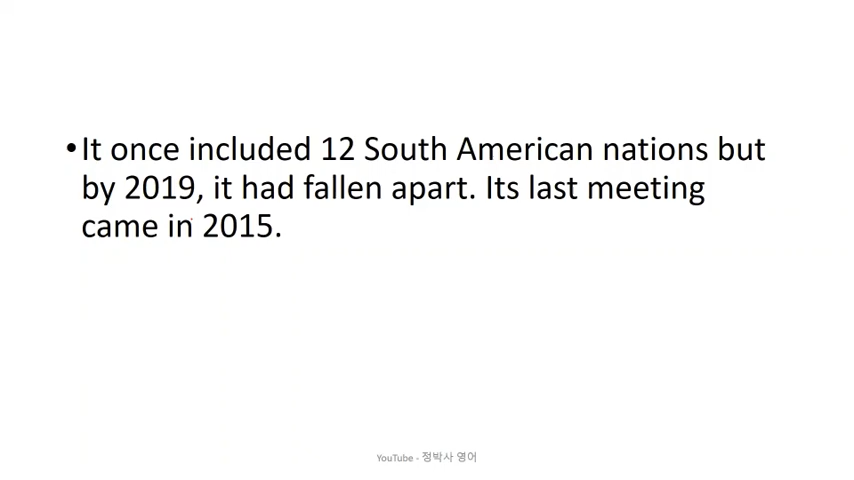 •It once included 12 South American nations but
by 2019, it had fallen apart. Its last meeting
came in 2015.
YouTube - 정박사 영어